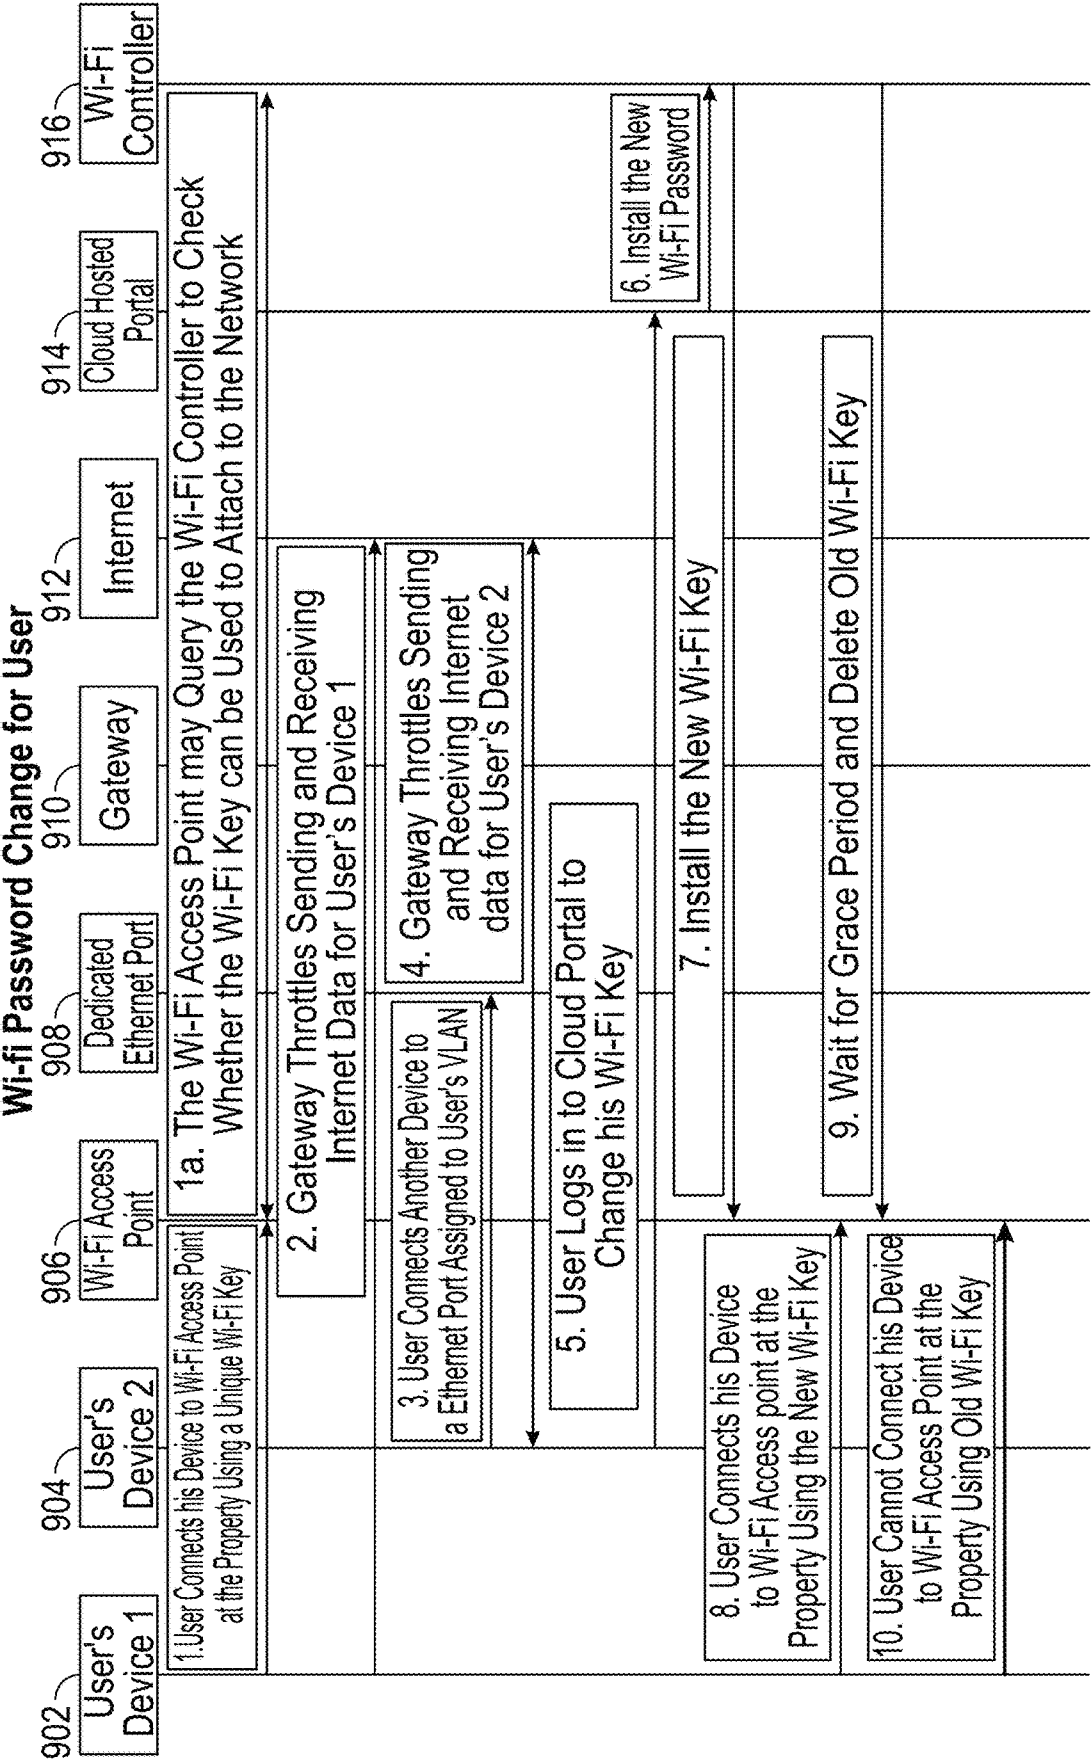 Wi-fi Password Change for User
902
User's
Device 1
904
User's
Device 2
906
Wi-Fi Access
Point
908
Dedicated
Ethernet Port
910
Gateway
912
Internet
914
Cloud Hosted
Portal
916
Wi-Fi
Controller
1.User Connects his Device to Wi-Fi Access Point
at the Property Using a Unique Wi-Fi Key
1a. The Wi-Fi Access Point may Query the Wi-Fi Controller to Check
Whether the Wi-Fi Key can be Used to Attach to the Network
2. Gateway Throttles Sending and Receiving
Internet Data for User's Device 1
3. User Connects Another Device to
a Ethernet Port Assigned to User's VLAN
4. Gateway Throttles Sending
and Receiving Internet
data for User's Device 2
5. User Logs in to Cloud Portal to
Change his Wi-Fi Key
6. Install the New
Wi-Fi Password
7. Install the New Wi-Fi Key
8. User Connects his Device
to Wi-Fi Access point at the
Property Using the New Wi-Fi Key
9. Wait for Grace Period and Delete Old Wi-Fi Key
10. User Cannot Connect his Device
to Wi-Fi Access Point at the
Property Using Old Wi-Fi Key